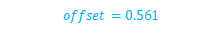 offset = 0.561